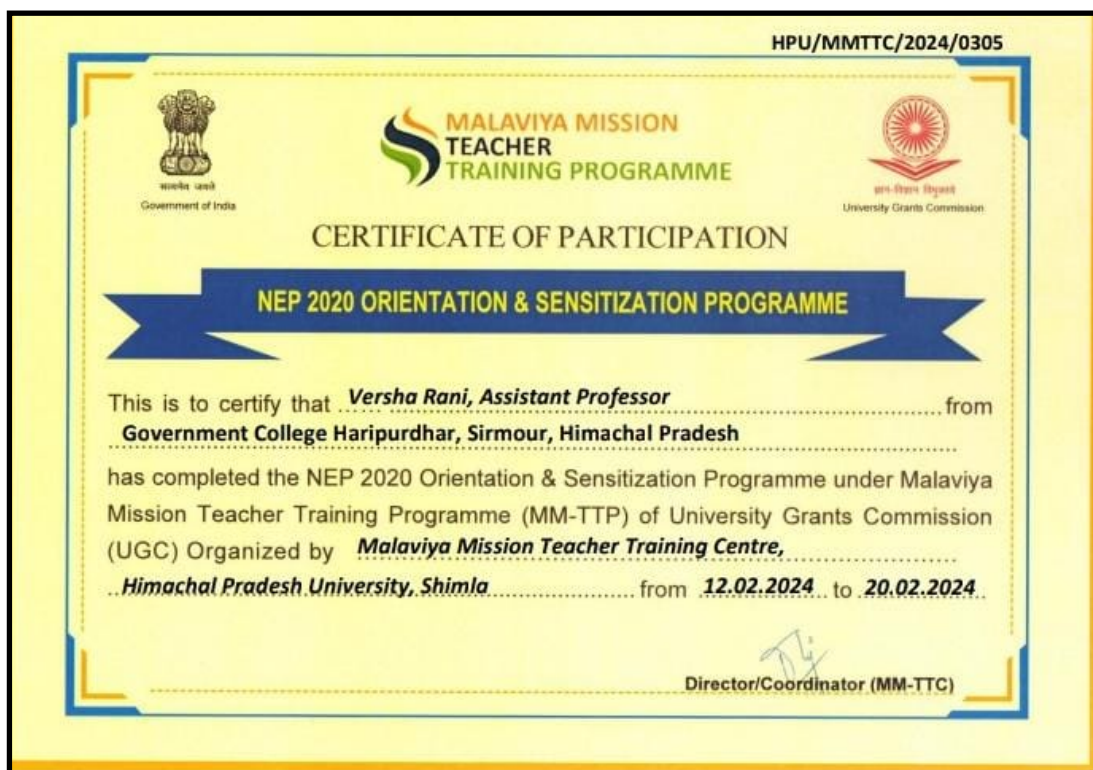 HPU/MMTTC/2024/0305
MALAVIYA MISSION
TEACHER
TRAINING PROGRAMME
सत्यमेव जयते
Government of India
ज्ञान-विज्ञान विमुक्तये
University Grants Commission
CERTIFICATE OF PARTICIPATION
NEP 2020 ORIENTATION & SENSITIZATION PROGRAMME
This is to certify that Versha Rani, Assistant Professor from
Government College Haripurdhar, Sirmour, Himachal Pradesh
has completed the NEP 2020 Orientation & Sensitization Programme under Malaviya
Mission Teacher Training Programme (MM-TTP) of University Grants Commission
(UGC) Organized by Malaviya Mission Teacher Training Centre,
Himachal Pradesh University, Shimla from 12.02.2024 to 20.02.2024
Director/Coordinator (MM-TTC)